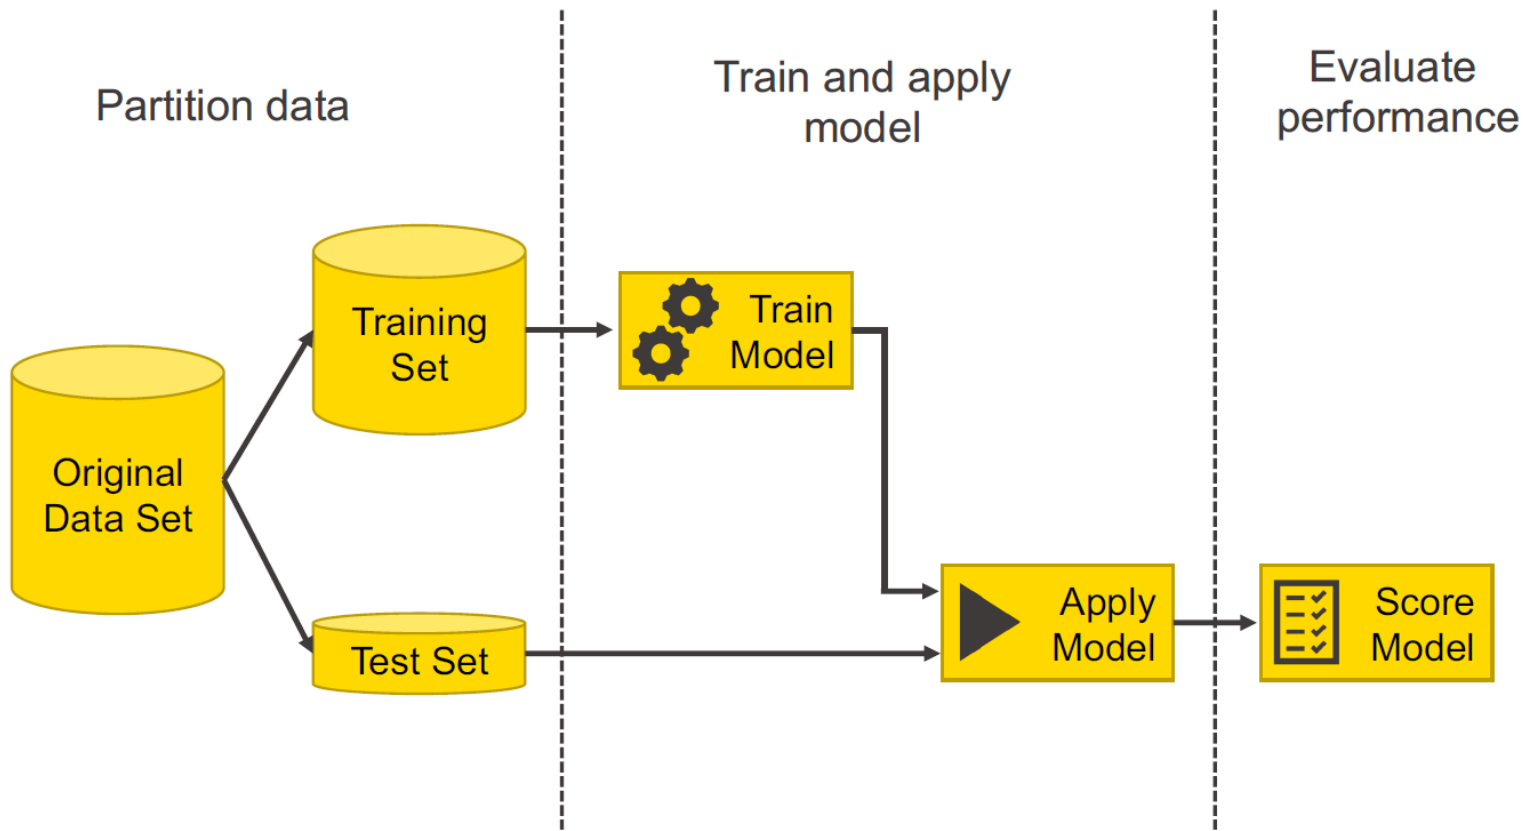 Partition data
Train and apply
model
Evaluate
performance
Original
Data Set
Training
Set
Test Set
Train
Model
Apply
Model
Score
Model